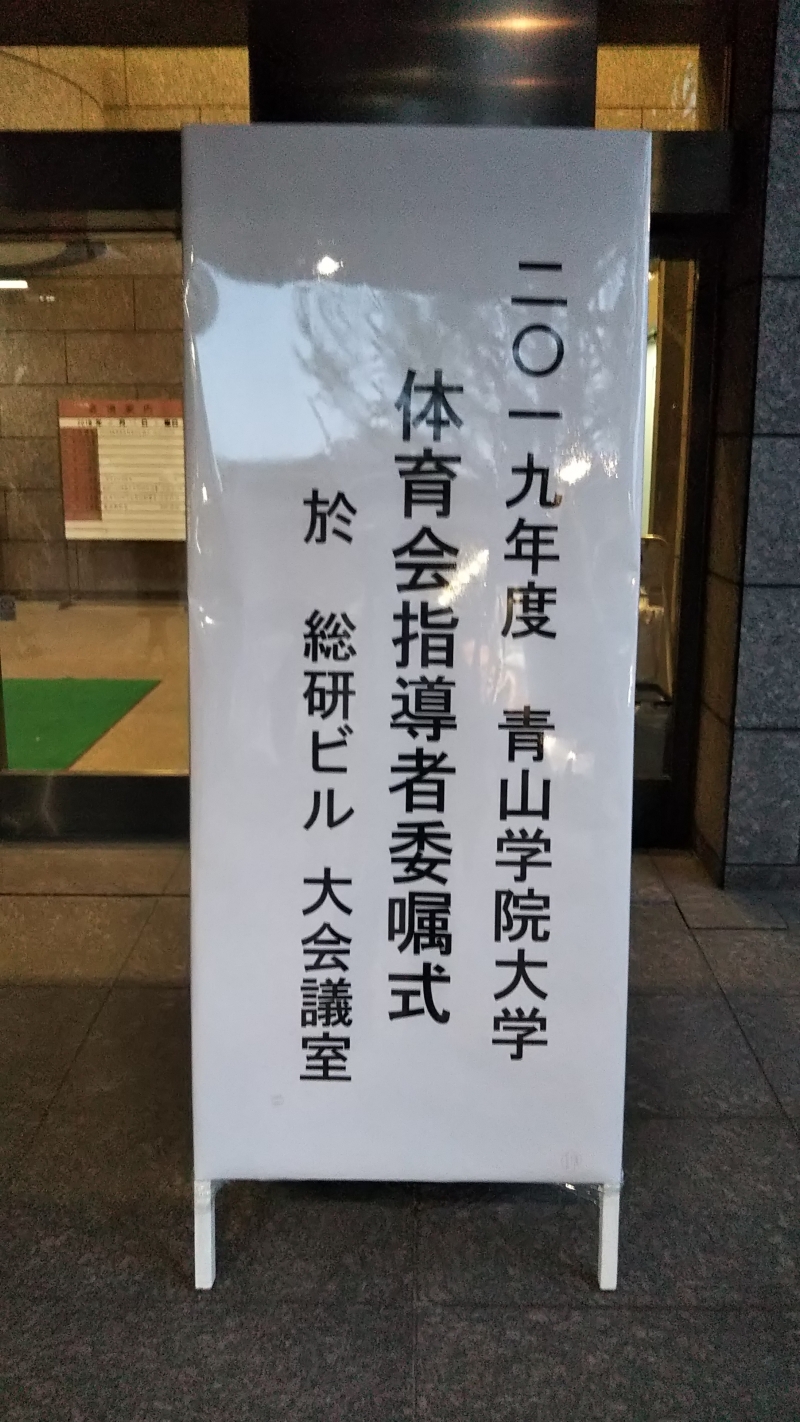 二〇一九年度 青山学院大学
体育会指導者委嘱式
於 総研ビル 大会議室